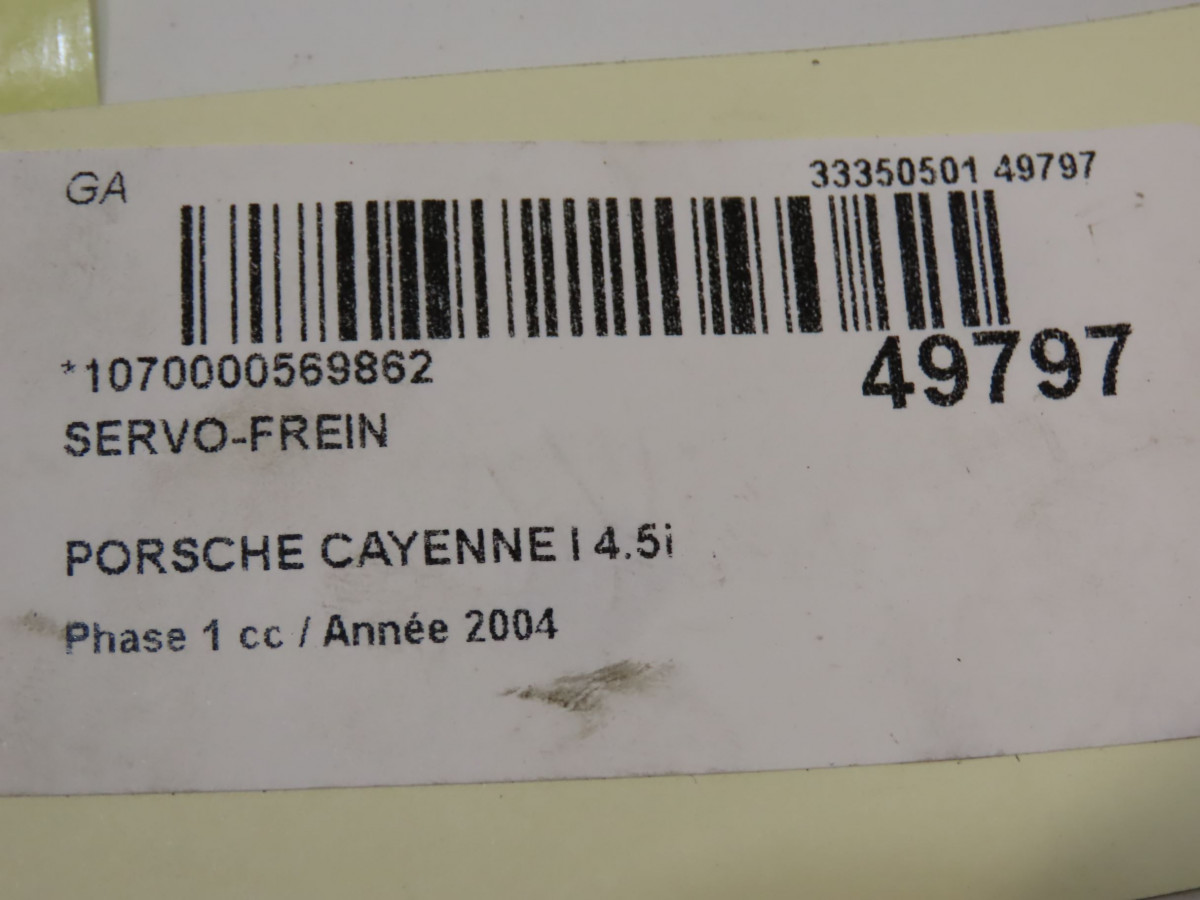 GA
33350501 49797
*1070000569862
49797
SERVO-FREIN
PORSCHE CAYENNE I 4.5i
Phase 1 cc / Année 2004